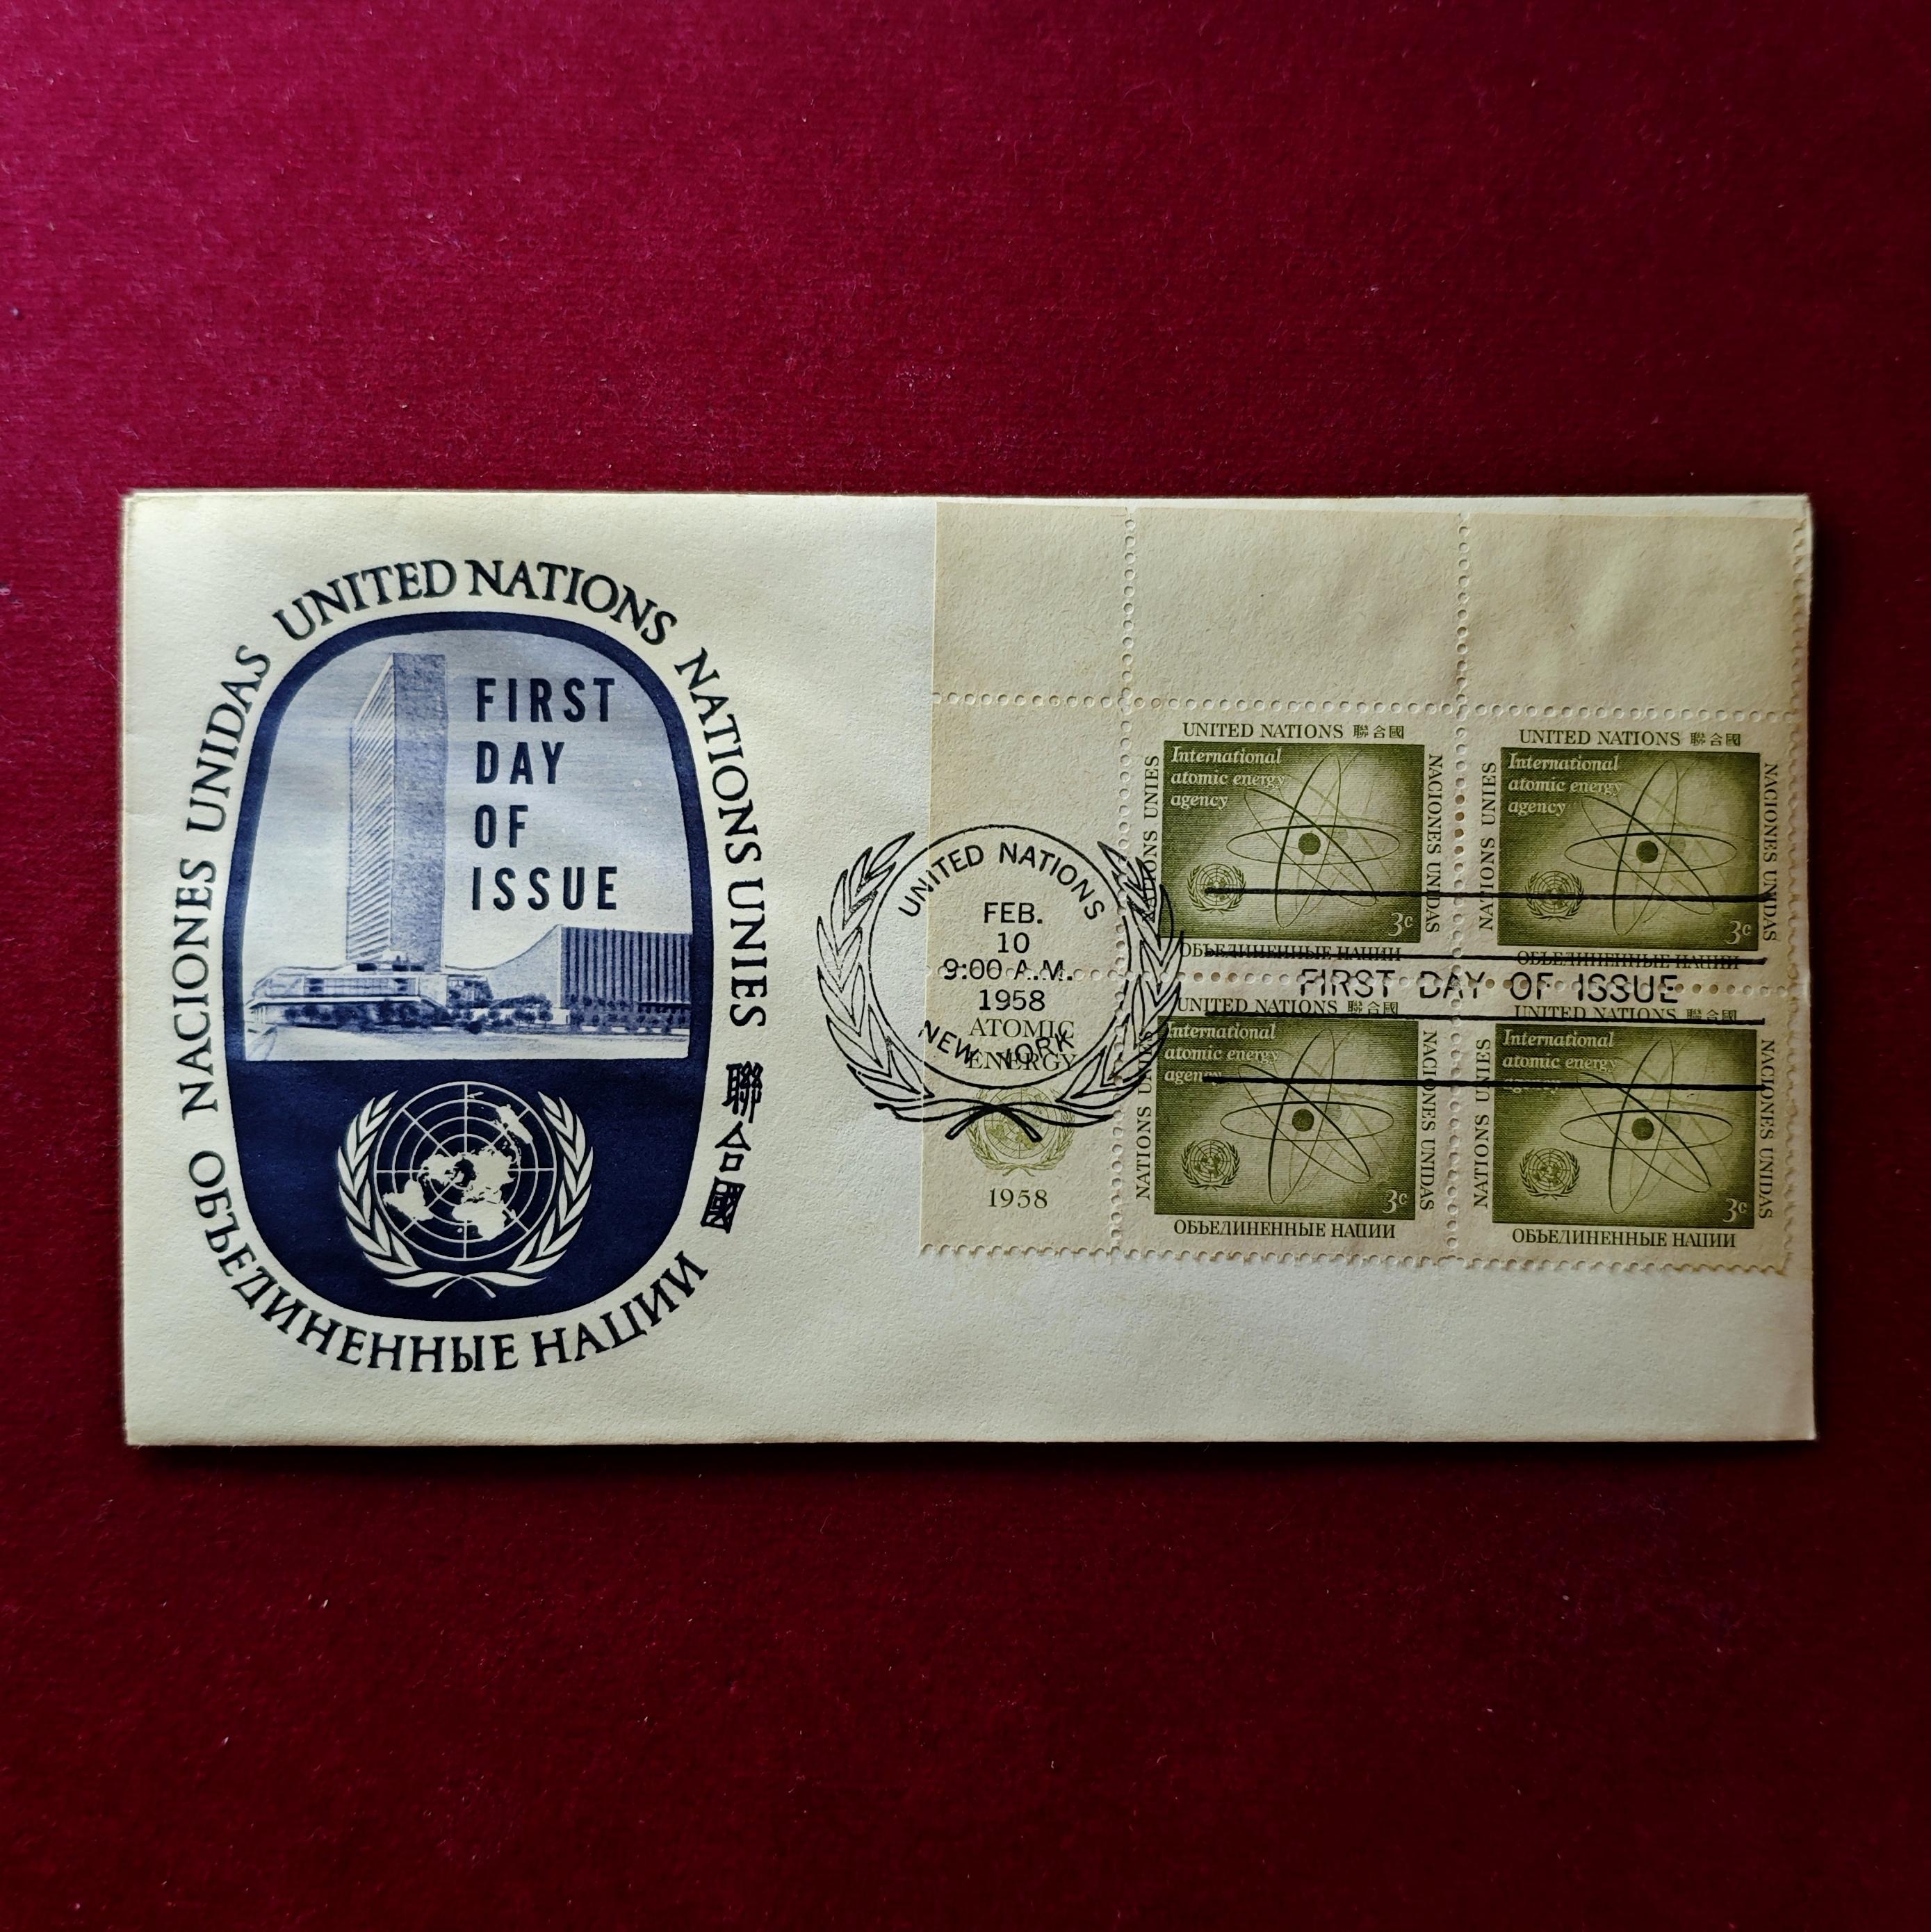 UNITED NATIONS
NATIONS UNIES
聯合國
ОБЪЕДИНЕННЫЕ НАЦИИ
NACIONES UNIDAS
FIRST
DAY
OF
ISSUE
UNITED NATIONS
FEB.
10
9:00 A.M.
1958
NEW YORK
ATOMIC
ENERGY
1958
FIRST DAY OF ISSUE
UNITED NATIONS 聯合國
NATIONS UNIES
International
atomic energy
agency
3c
NACIONES UNIDAS
ОБЪЕДИНЕННЫЕ НАЦИИ
UNITED NATIONS 聯合國
NATIONS UNIES
International
atomic energy
agency
3c
NACIONES UNIDAS
ОБЪЕДИНЕННЫЕ НАЦИИ
UNITED NATIONS 聯合國
NATIONS UNIES
International
atomic energy
agency
3c
NACIONES UNIDAS
ОБЪЕДИНЕННЫЕ НАЦИИ
UNITED NATIONS 聯合國
NATIONS UNIES
International
atomic energy
agency
3c
NACIONES UNIDAS
ОБЪЕДИНЕННЫЕ НАЦИИ